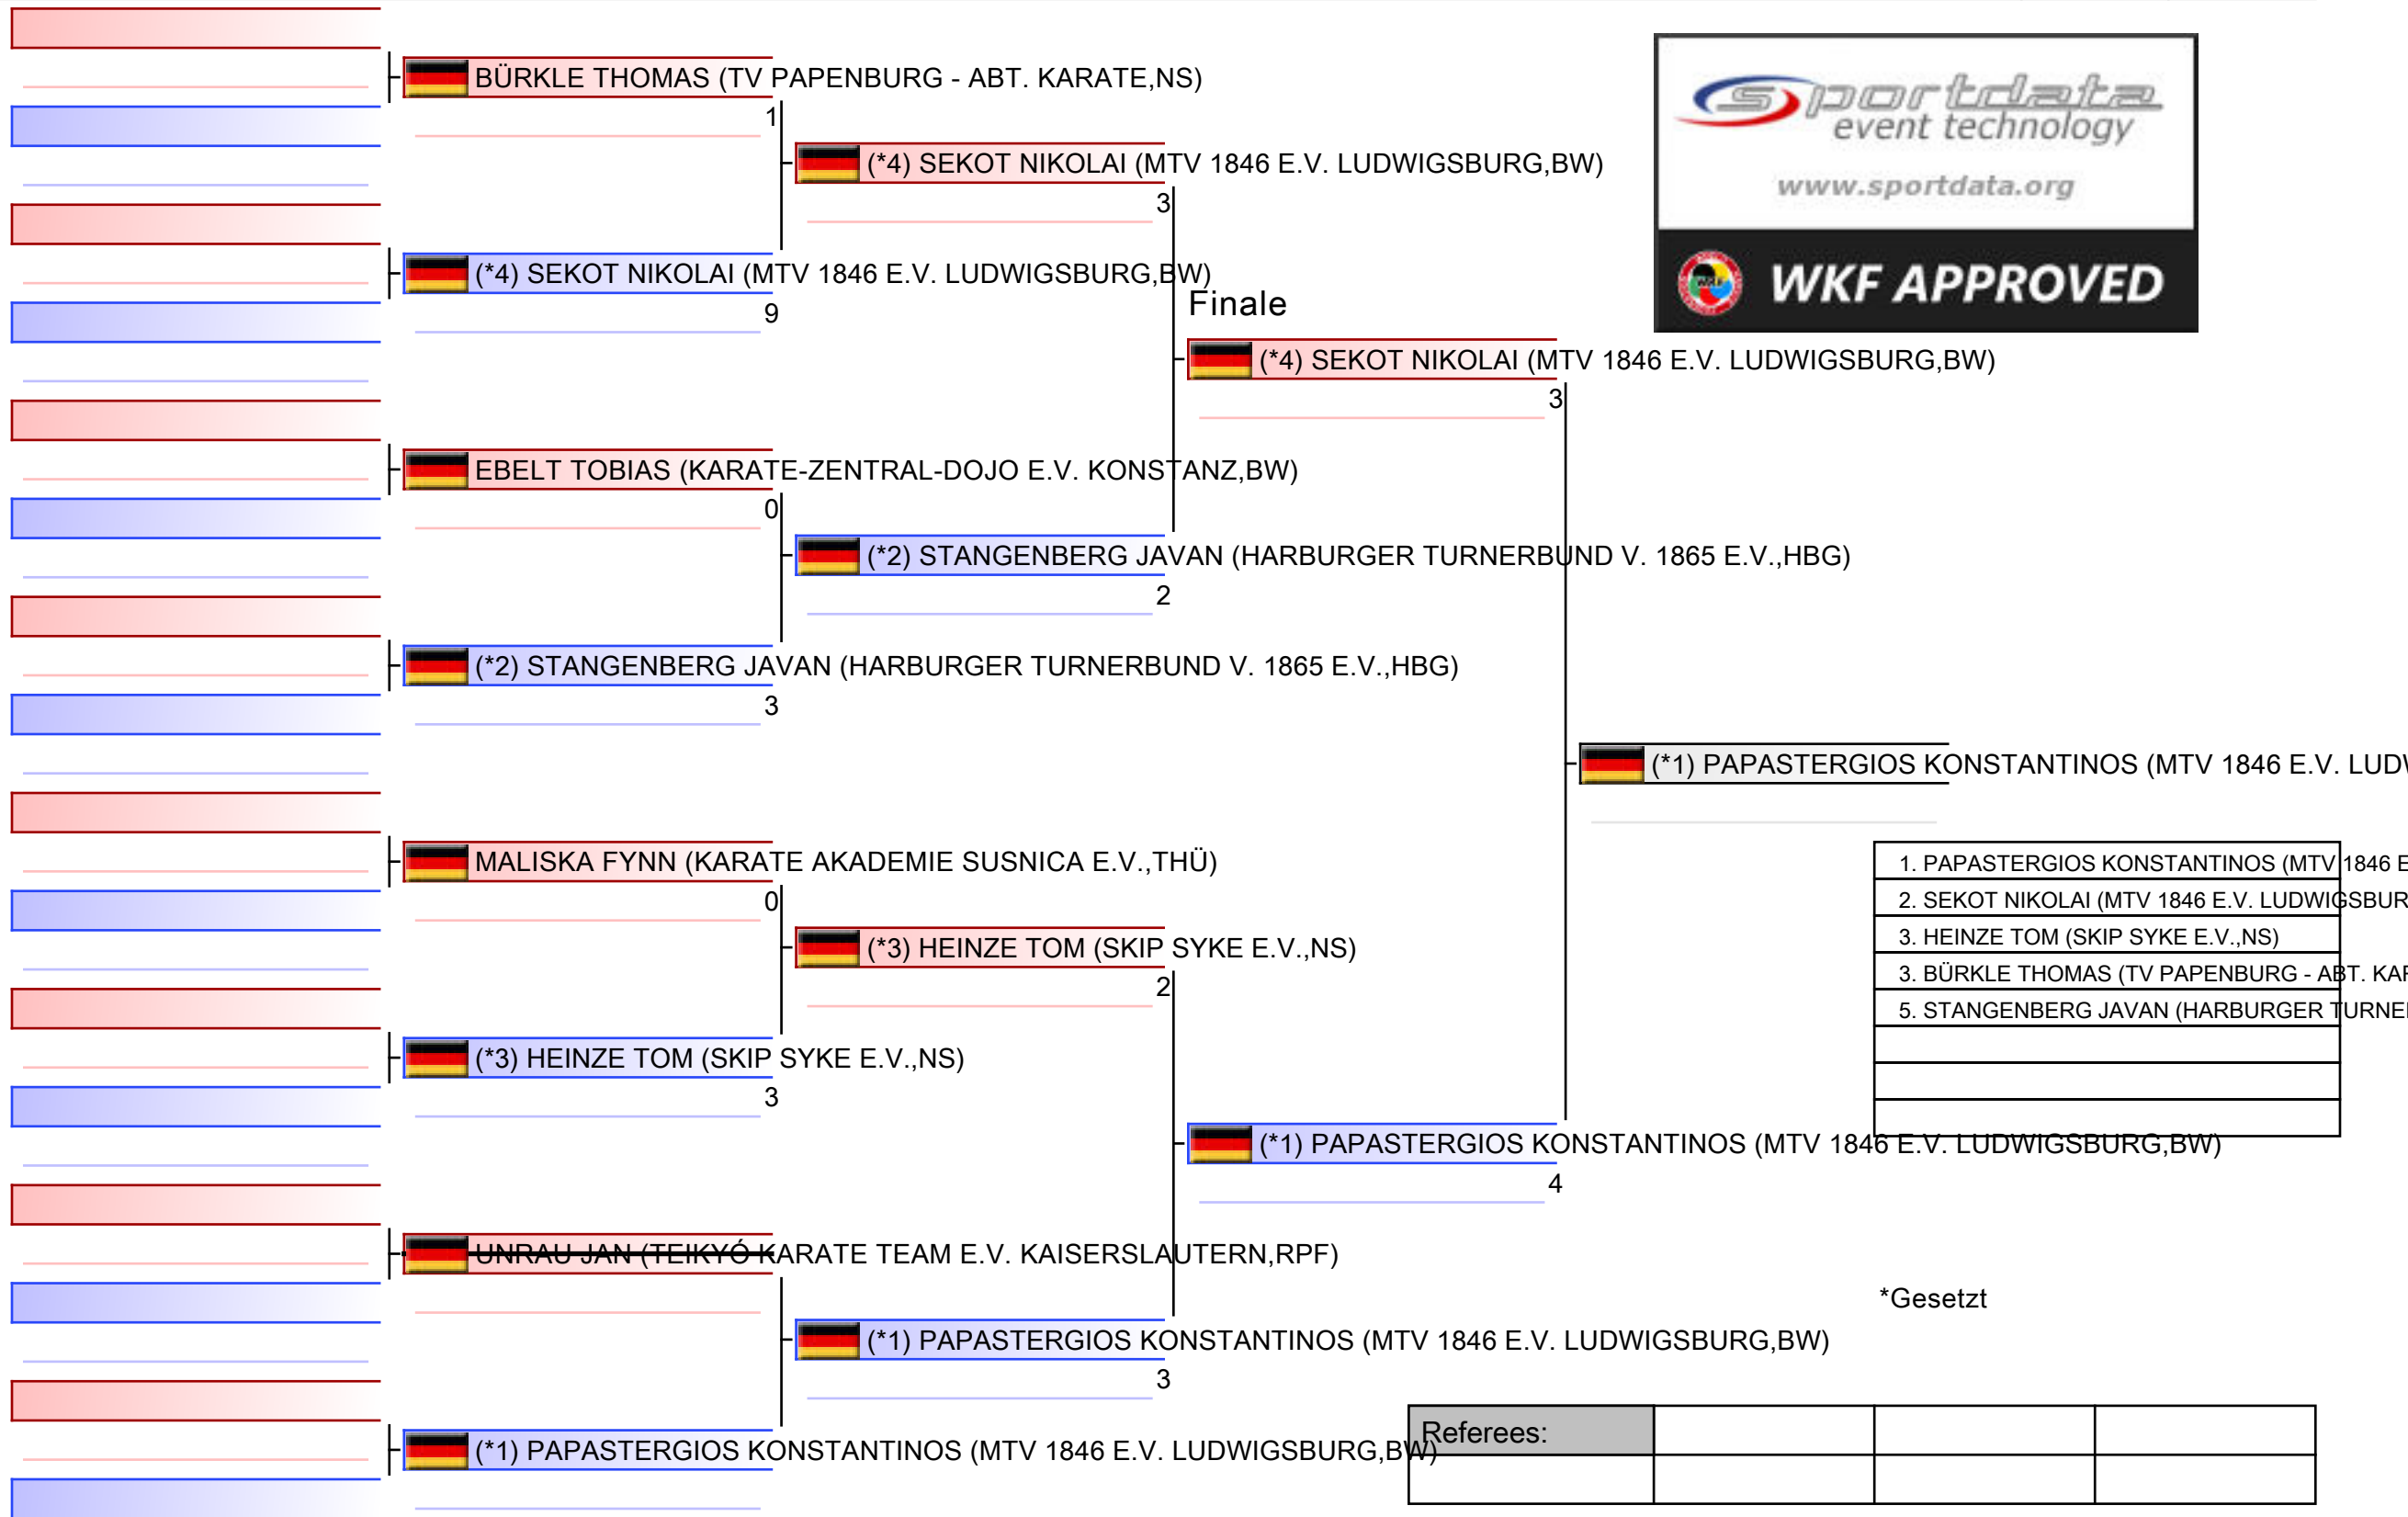 BÜRKLE THOMAS (TV PAPENBURG - ABT. KARATE,NS)
1
(*4) SEKOT NIKOLAI (MTV 1846 E.V. LUDWIGSBURG,BW)
3
(*4) SEKOT NIKOLAI (MTV 1846 E.V. LUDWIGSBURG,BW)
9
sportdata
event technology
www.sportdata.org
WKF APPROVED
Finale
(*4) SEKOT NIKOLAI (MTV 1846 E.V. LUDWIGSBURG,BW)
3
EBELT TOBIAS (KARATE-ZENTRAL-DOJO E.V. KONSTANZ,BW)
0
(*2) STANGENBERG JAVAN (HARBURGER TURNERBUND V. 1865 E.V.,HBG)
2
(*2) STANGENBERG JAVAN (HARBURGER TURNERBUND V. 1865 E.V.,HBG)
3
(*1) PAPASTERGIOS KONSTANTINOS (MTV 1846 E.V. LUDW
MALISKA FYNN (KARATE AKADEMIE SUSNICA E.V.,THÜ)
0
(*3) HEINZE TOM (SKIP SYKE E.V.,NS)
2
(*3) HEINZE TOM (SKIP SYKE E.V.,NS)
3
1. PAPASTERGIOS KONSTANTINOS (MTV 1846 E
2. SEKOT NIKOLAI (MTV 1846 E.V. LUDWIGSBUR
3. HEINZE TOM (SKIP SYKE E.V.,NS)
3. BÜRKLE THOMAS (TV PAPENBURG - ABT. KAR
5. STANGENBERG JAVAN (HARBURGER TURNE
(*1) PAPASTERGIOS KONSTANTINOS (MTV 1846 E.V. LUDWIGSBURG,BW)
4
UNRAU JAN (TEIKYÓ KARATE TEAM E.V. KAISERSLAUTERN,RPF)
(*1) PAPASTERGIOS KONSTANTINOS (MTV 1846 E.V. LUDWIGSBURG,BW)
3
*Gesetzt
(*1) PAPASTERGIOS KONSTANTINOS (MTV 1846 E.V. LUDWIGSBURG,BW)
Referees: